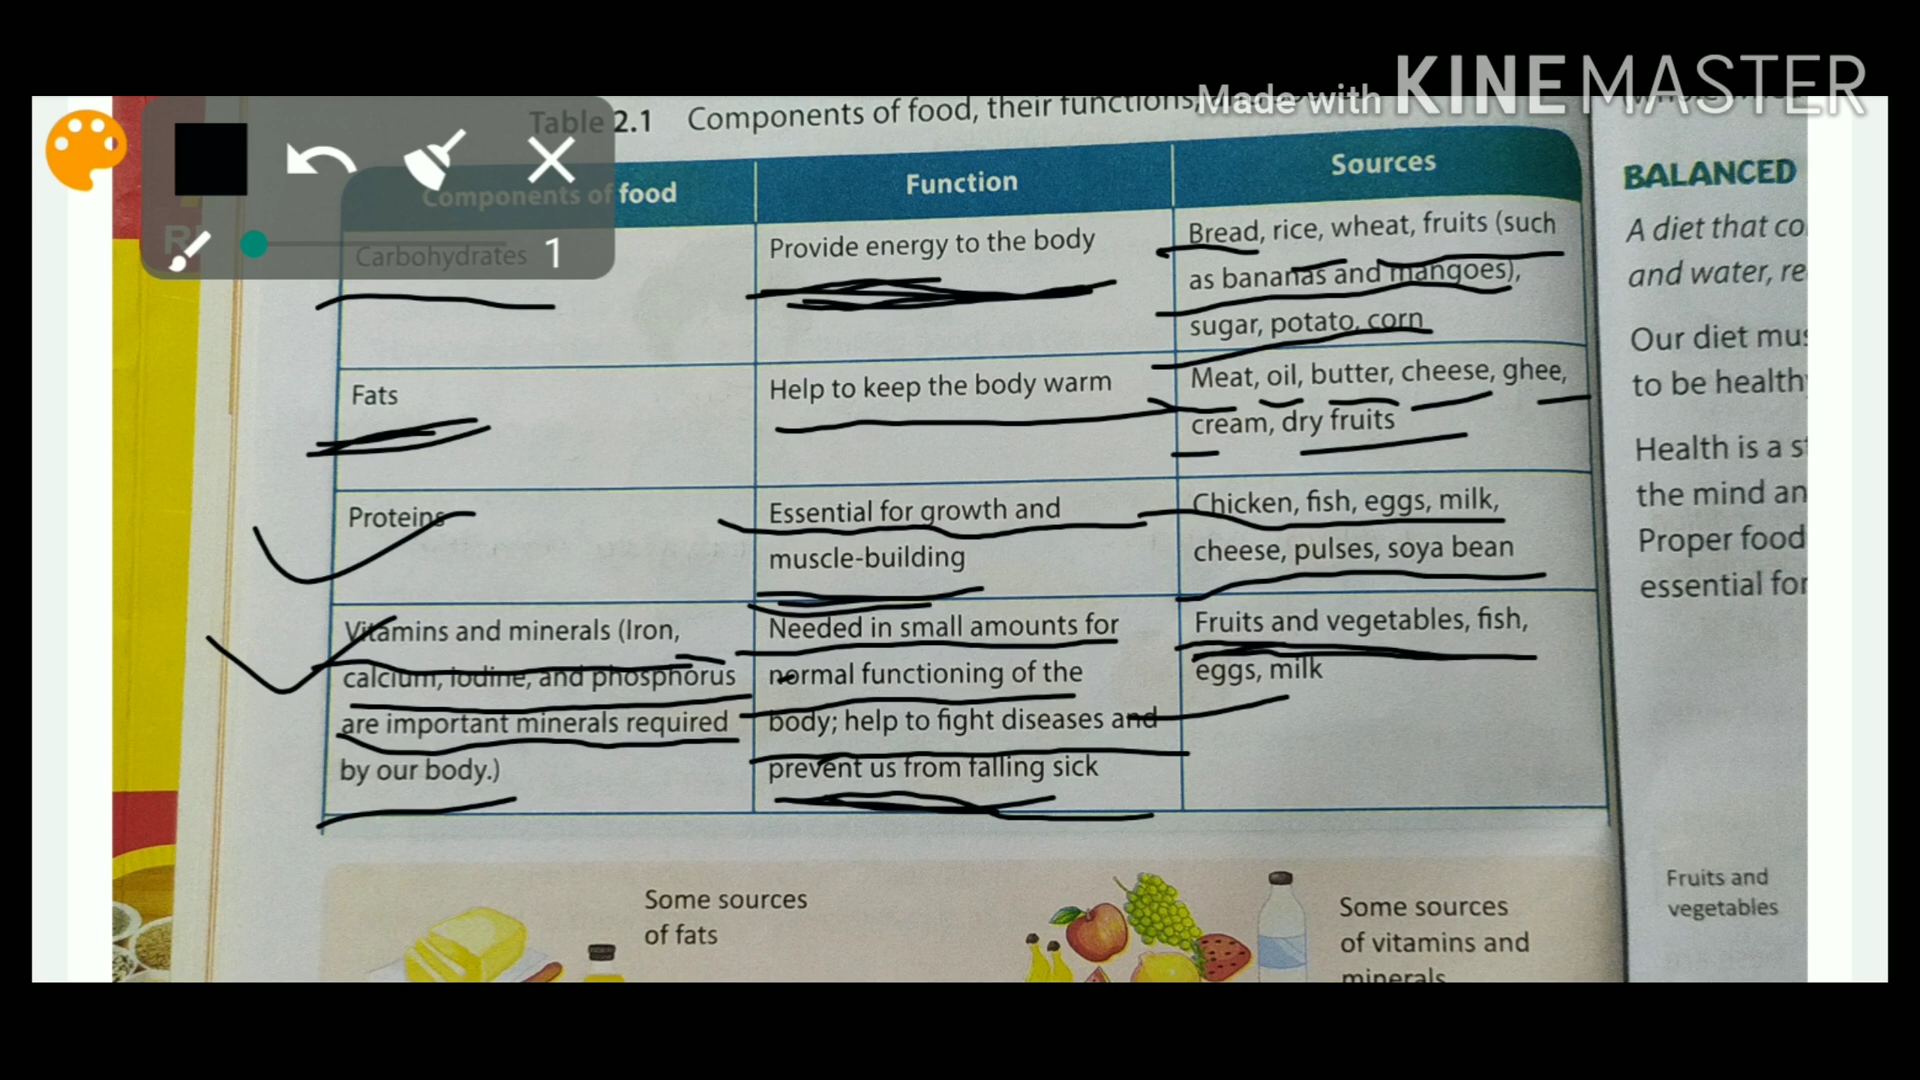 Made with KINEMASTER
Table 2.1 Components of food, their functions,
Components of food
Function
Sources
1
Carbohydrates
Provide energy to the body
Bread, rice, wheat, fruits (such
as bananas and mangoes),
sugar, potato, corn
Fats
Help to keep the body warm
Meat, oil, butter, cheese, ghee,
cream, dry fruits
Proteins
Essential for growth and
muscle-building
Chicken, fish, eggs, milk,
cheese, pulses, soya bean
Vitamins and minerals (Iron,
calcium, iodine, and phosphorus
are important minerals required
by our body.)
Needed in small amounts for
normal functioning of the
body; help to fight diseases and
prevent us from falling sick
Fruits and vegetables, fish,
eggs, milk
Some sources
of fats
Some sources
of vitamins and
minerals
BALANCED
A diet that co
and water, re
Our diet mus
to be health
Health is a st
the mind an
Proper food
essential for
Fruits and
vegetables